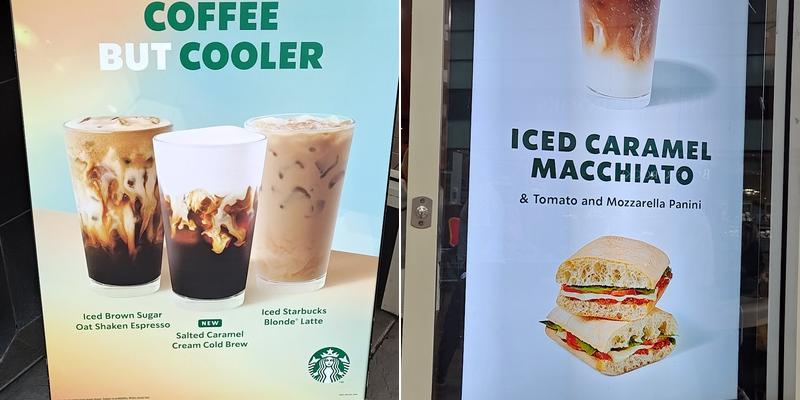 COFFEE
BUT COOLER
Iced Brown Sugar
Oat Shaken Espresso
NEW
Salted Caramel
Cream Cold Brew
Iced Starbucks
Blonde® Latte
ICED CARAMEL
MACCHIATO
& Tomato and Mozzarella Panini